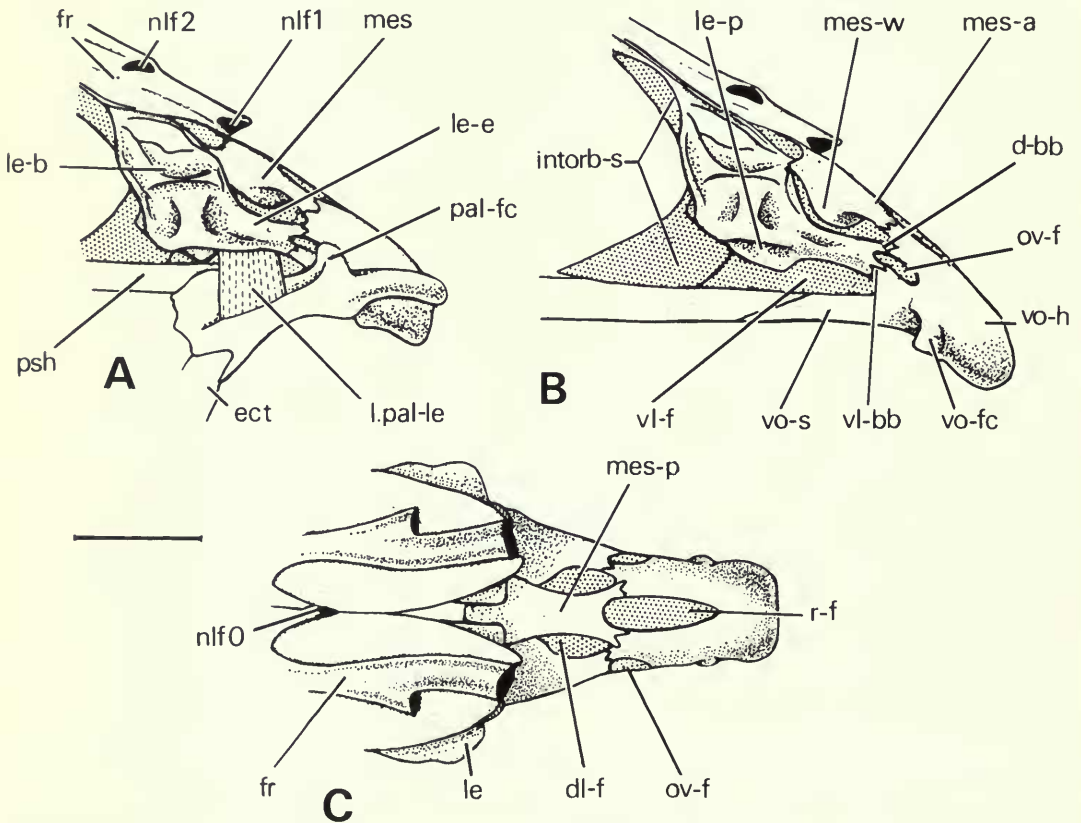 fr
nlf2
nlf1
mes
le-e
le-b
pal-fc
psh
A
ect
l.pal-le
le-p
mes-w
mes-a
intorb-s
d-bb
ov-f
vo-h
B
vl-f
vo-s
vl-bb
vo-fc
mes-p
nlf0
r-f
fr
le
dl-f
ov-f
C